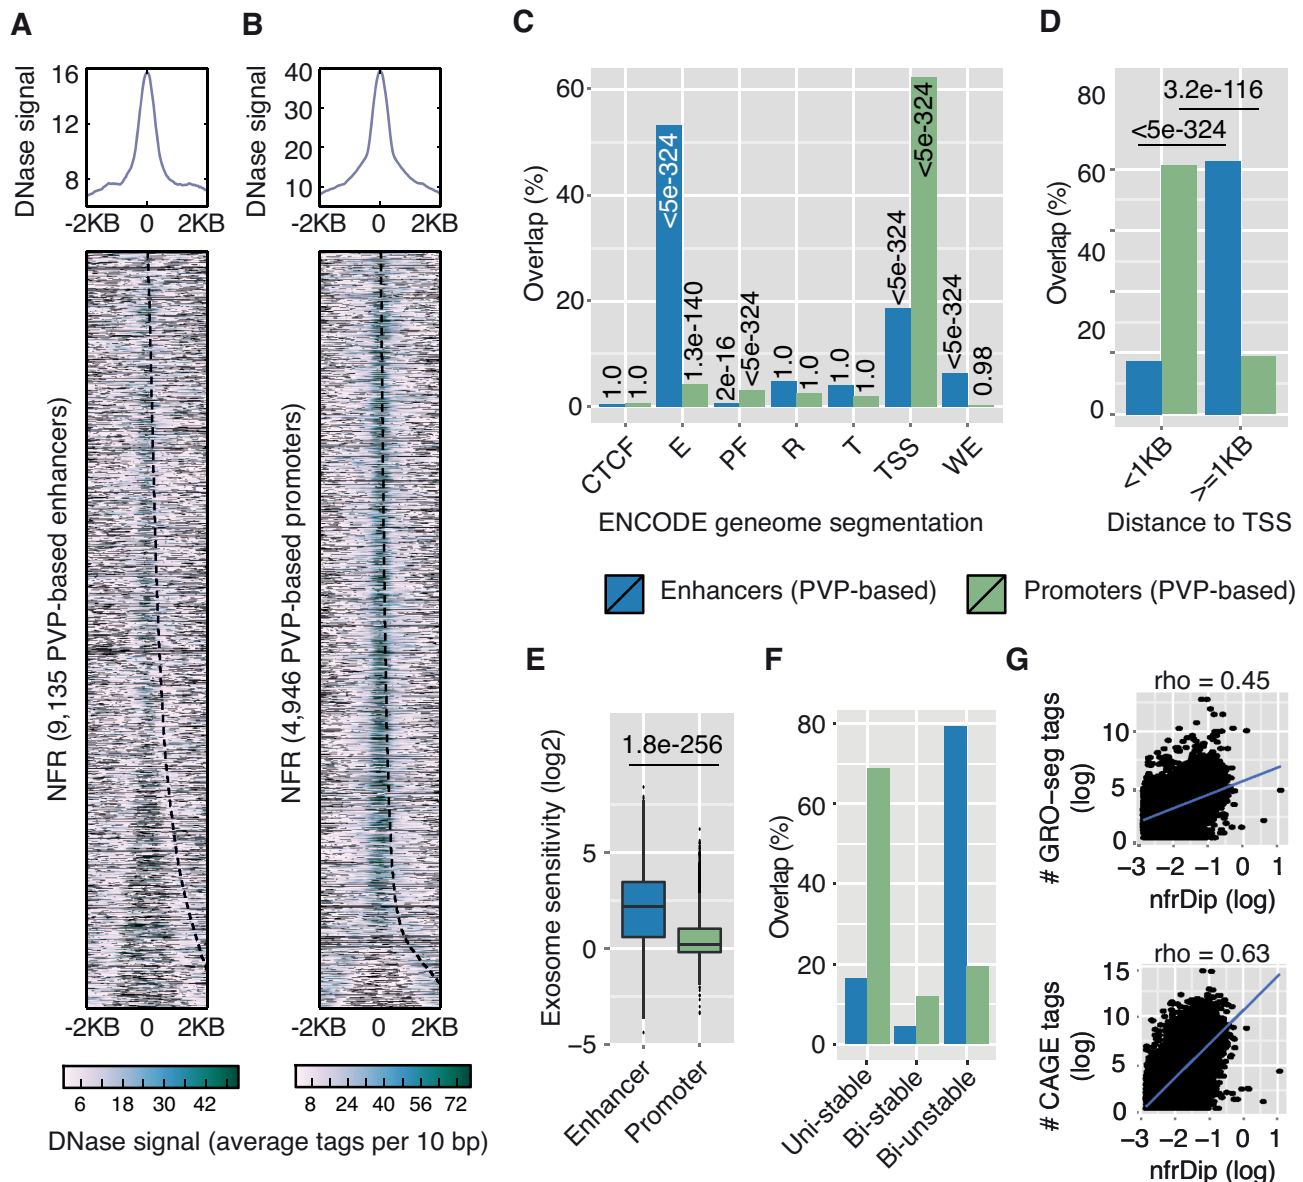 A
B
C
D
DNase signal
16
12
8
-2KB 0 2KB
DNase signal
40
30
20
10
-2KB 0 2KB
NFR (9,135 PVP-based enhancers)
-2KB 0 2KB
NFR (4,946 PVP-based promoters)
-2KB 0 2KB
6 18 30 42
8 24 40 56 72
DNase signal (average tags per 10 bp)
Overlap (%)
60
40
20
0
1.0
1.0
<5e-324
1.3e-140
2e-16
<5e-324
1.0
1.0
1.0
1.0
<5e-324
<5e-324
<5e-324
0.98
CTCF
E
PF
R
T
TSS
WE
ENCODE geneome segmentation
Overlap (%)
80
60
40
20
0
3.2e-116
<5e-324
<1KB
>=1KB
Distance to TSS
Enhancers (PVP-based)
Promoters (PVP-based)
E
F
G
Exosome sensitivity (log2)
5
0
−5
1.8e-256
Enhancer
Promoter
Overlap (%)
80
60
40
20
0
Uni-stable
Bi-stable
Bi-unstable
rho = 0.45
# GRO−seg tags
(log)
10
5
0
−3 −2 −1 0 1
nfrDip (log)
rho = 0.63
# CAGE tags
(log)
15
10
5
0
−3 −2 −1 0 1
nfrDip (log)